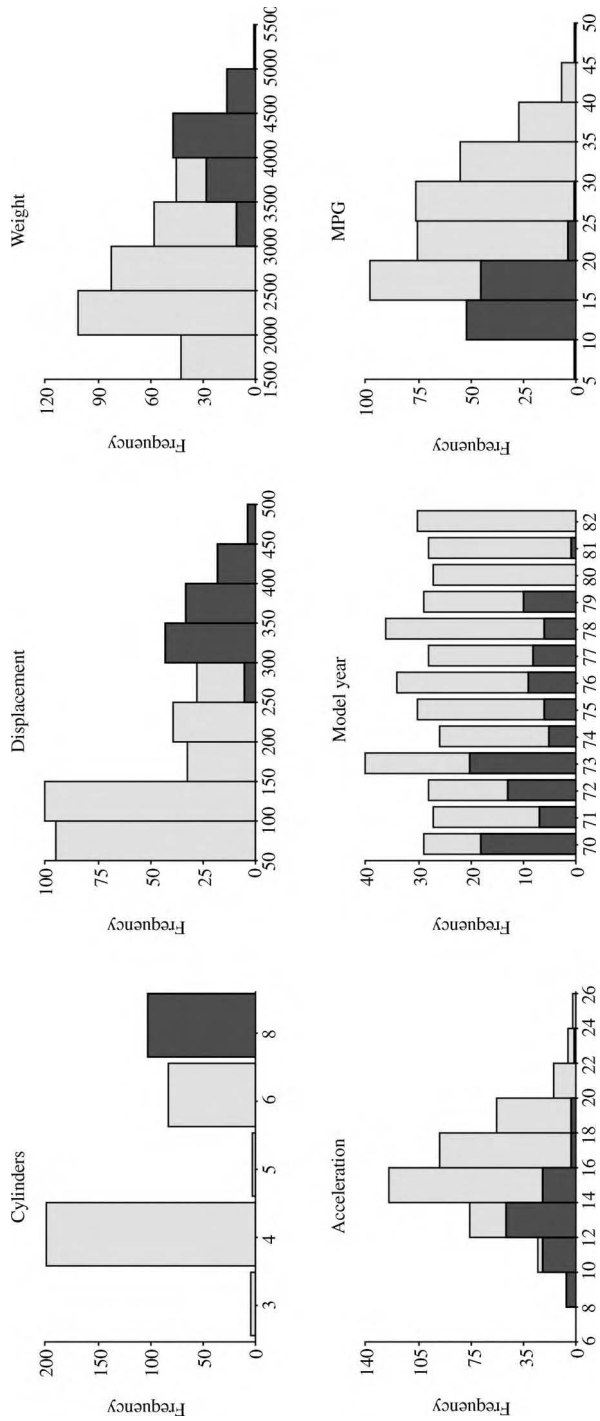 Cylinders
200
150
100
50
0
Frequency
3 4 5 6 8
Displacement
100
75
50
25
0
Frequency
50 100 150 200 250 300 350 400 450 500
Weight
120
90
60
30
0
Frequency
1500 2000 2500 3000 3500 4000 4500 5000 5500
Acceleration
140
105
75
35
0
Frequency
6 8 10 12 14 16 18 20 22 24 26
Model year
40
30
20
10
0
Frequency
70 71 72 73 74 75 76 77 78 79 80 81 82
MPG
100
75
50
25
0
Frequency
5 10 15 20 25 30 35 40 45 50